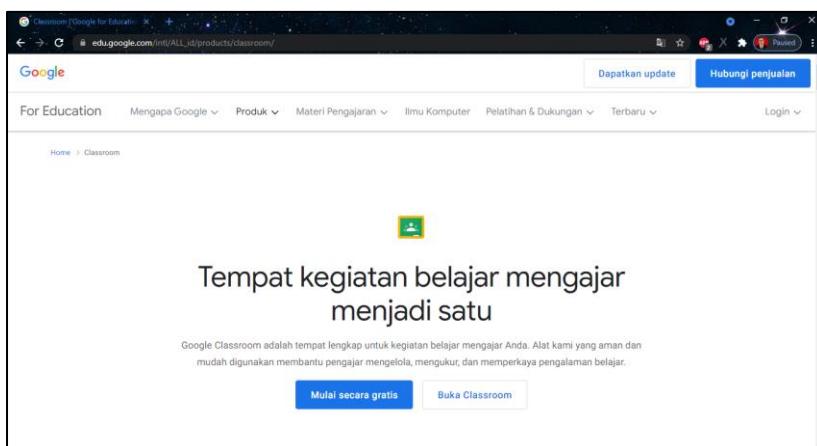 Classroom | Google for Educatio
edu.google.com/intl/ALL_id/products/classroom/
Paused
Google
Dapatkan update
Hubungi penjualan
For Education
Mengapa Google
Produk
Materi Pengajaran
Ilmu Komputer
Pelatihan & Dukungan
Terbaru
Login
Home > Classroom
Tempat kegiatan belajar mengajar
menjadi satu
Google Classroom adalah tempat lengkap untuk kegiatan belajar mengajar Anda. Alat kami yang aman dan
mudah digunakan membantu pengajar mengelola, mengukur, dan memperkaya pengalaman belajar.
Mulai secara gratis
Buka Classroom